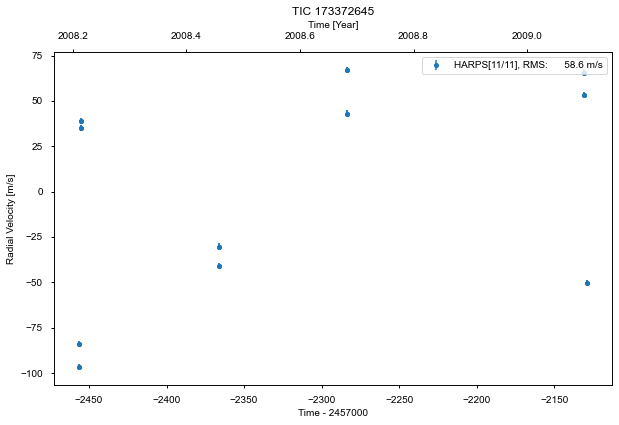 TIC 173372645
Time [Year]
2008.2 2008.4 2008.6 2008.8 2009.0
HARPS[11/11], RMS: 58.6 m/s
Radial Velocity [m/s]
75
50
25
0
−25
−50
−75
−100
−2450 −2400 −2350 −2300 −2250 −2200 −2150
Time - 2457000